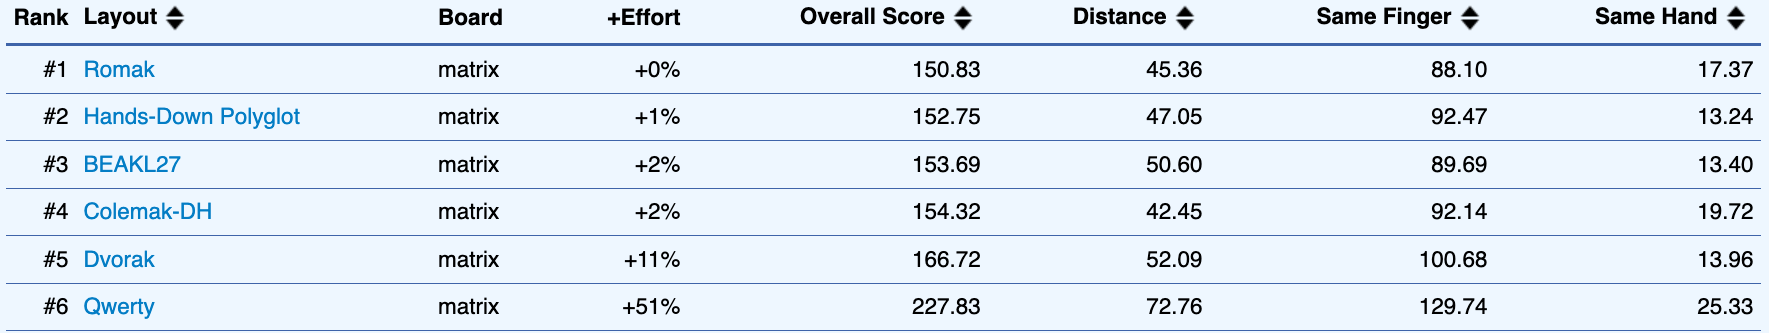 Rank Layout Board +Effort Overall Score Distance Same Finger Same Hand
#1 Romak matrix +0% 150.83 45.36 88.10 17.37
#2 Hands-Down Polyglot matrix +1% 152.75 47.05 92.47 13.24
#3 BEAKL27 matrix +2% 153.69 50.60 89.69 13.40
#4 Colemak-DH matrix +2% 154.32 42.45 92.14 19.72
#5 Dvorak matrix +11% 166.72 52.09 100.68 13.96
#6 Qwerty matrix +51% 227.83 72.76 129.74 25.33